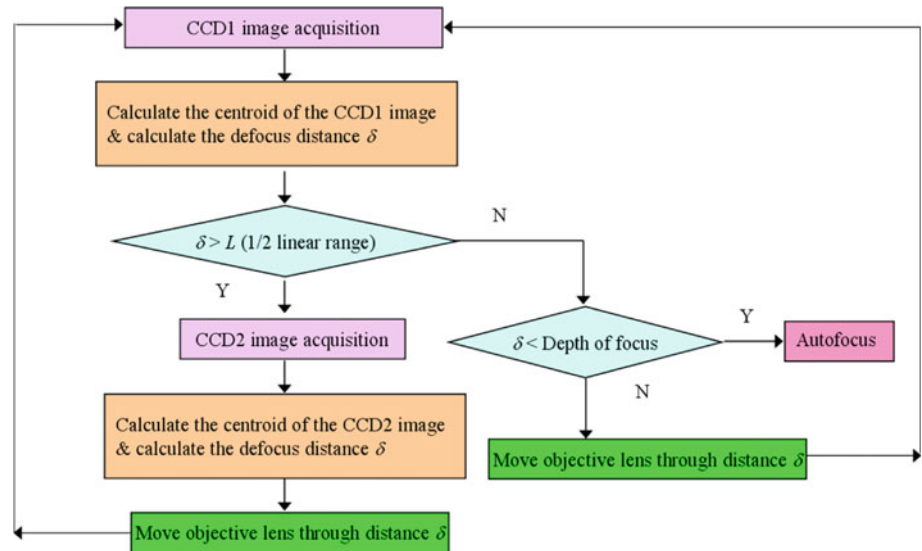 CCD1 image acquisition
Calculate the centroid of the CCD1 image
& calculate the defocus distance δ
δ > L (1/2 linear range)
N
Y
CCD2 image acquisition
δ < Depth of focus
Y
Autofocus
N
Calculate the centroid of the CCD2 image
& calculate the defocus distance δ
Move objective lens through distance δ
Move objective lens through distance δ